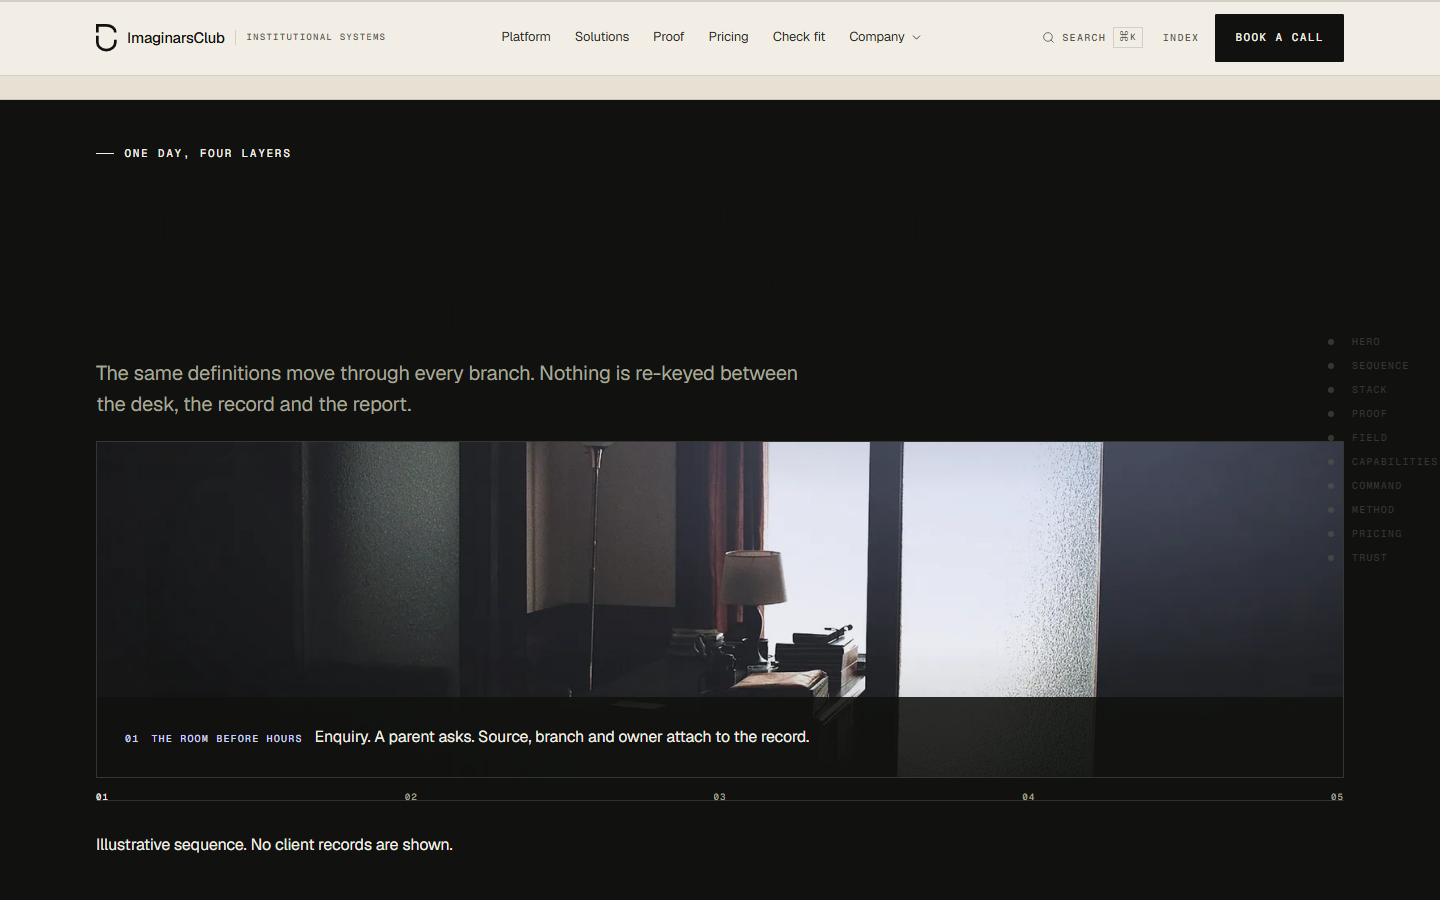 ImaginarsClub
INSTITUTIONAL SYSTEMS
Platform
Solutions
Proof
Pricing
Check fit
Company
SEARCH
⌘K
INDEX
BOOK A CALL
ONE DAY, FOUR LAYERS
The same definitions move through every branch. Nothing is re-keyed between
the desk, the record and the report.
HERO
SEQUENCE
STACK
PROOF
FIELD
CAPABILITIES
COMMAND
METHOD
PRICING
TRUST
01 THE ROOM BEFORE HOURS Enquiry. A parent asks. Source, branch and owner attach to the record.
01 02 03 04 05
Illustrative sequence. No client records are shown.